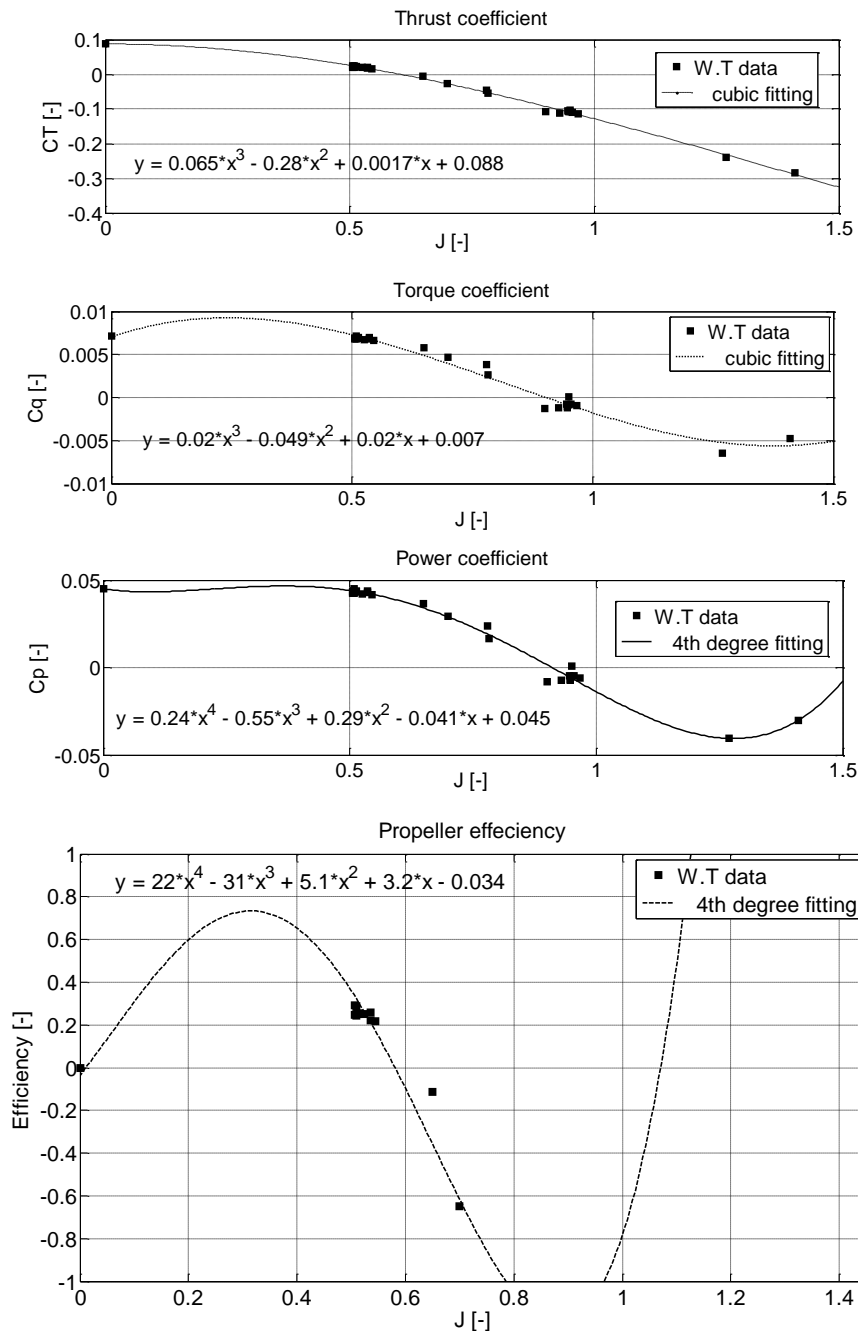 Thrust coefficient
0.1
0
-0.1
-0.2
-0.3
-0.4
CT [-]
W.T data
cubic fitting
y = 0.065*x^3 - 0.28*x^2 + 0.0017*x + 0.088
0
0.5
1
1.5
J [-]
Torque coefficient
0.01
0.005
0
-0.005
-0.01
Cq [-]
W.T data
cubic fitting
y = 0.02*x^3 - 0.049*x^2 + 0.02*x + 0.007
0
0.5
1
1.5
J [-]
Power coefficient
0.05
0
-0.05
Cp [-]
W.T data
4th degree fitting
y = 0.24*x^4 - 0.55*x^3 + 0.29*x^2 - 0.041*x + 0.045
0
0.5
1
1.5
J [-]
Propeller effeciency
1
0.8
0.6
0.4
0.2
0
-0.2
-0.4
-0.6
-0.8
-1
Efficiency [-]
y = 22*x^4 - 31*x^3 + 5.1*x^2 + 3.2*x - 0.034
W.T data
4th degree fitting
0
0.2
0.4
0.6
0.8
1
1.2
1.4
J [-]